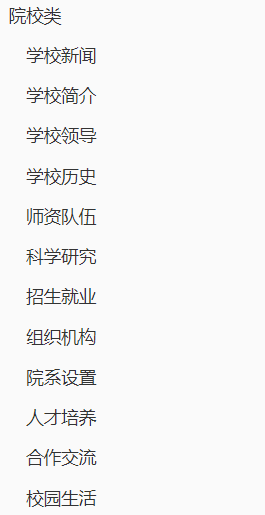 院校类
学校新闻
学校简介
学校领导
学校历史
师资队伍
科学研究
招生就业
组织机构
院系设置
人才培养
合作交流
校园生活